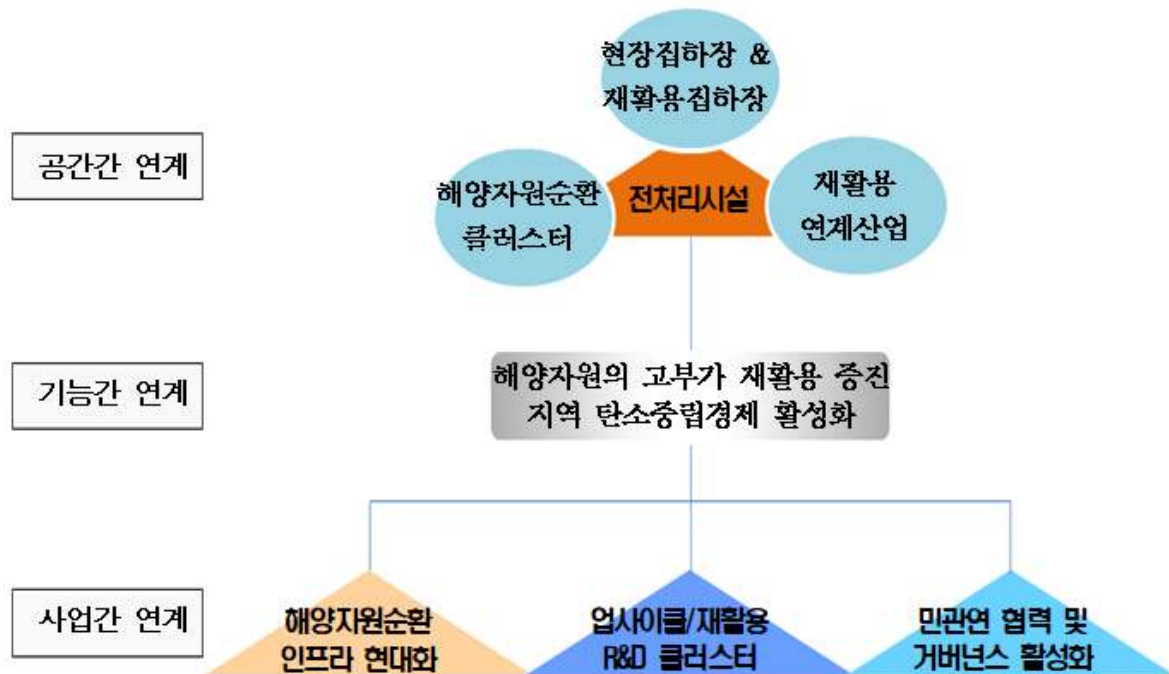 현장집하장 &
재활용집하장
공간간 연계
해양자원순환
클러스터
전처리시설
재활용
연계산업
기능간 연계
해양자원의 고부가 재활용 증진
지역 탄소중립경제 활성화
사업간 연계
해양자원순환
인프라 현대화
업사이클/재활용
R&D 클러스터
민관연 협력 및
거버넌스 활성화